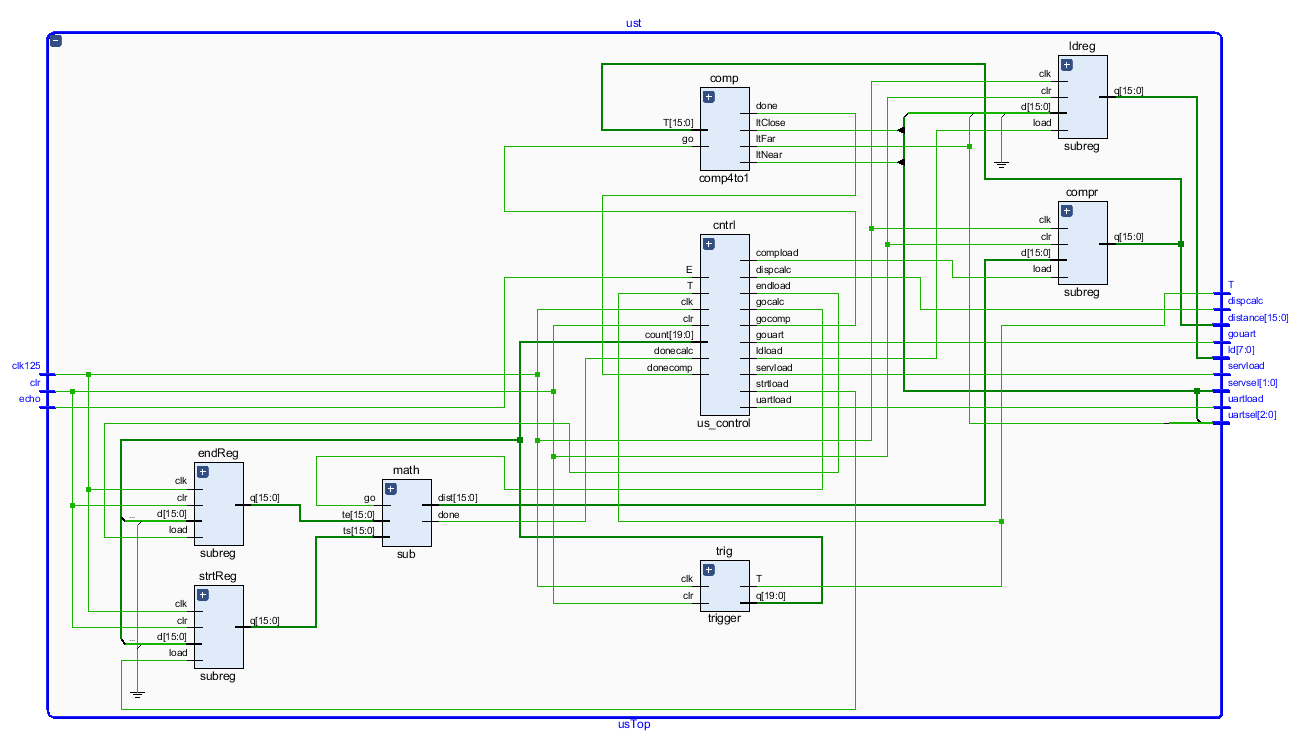 ust
comp
T[15:0]
go
done
ltClose
ltFar
ltNear
comp4to1
ldreg
clk
clr
d[15:0]
load
q[15:0]
subreg
compr
clk
clr
d[15:0]
load
q[15:0]
subreg
cntrl
E
T
clk
clr
count[19:0]
donecalc
donecomp
compload
dispcalc
endload
gocalc
gocomp
gouart
ldload
servload
strtload
uartload
us_control
clk125
clr
echo
T
dispcalc
distance[15:0]
gouart
ld[7:0]
servload
servsel[1:0]
uartload
uartsel[2:0]
endReg
clk
clr
... d[15:0]
load
q[15:0]
subreg
math
go
te[15:0]
ts[15:0]
dist[15:0]
done
sub
strtReg
clk
clr
... d[15:0]
load
q[15:0]
subreg
trig
clk
clr
T
q[19:0]
trigger
usTop